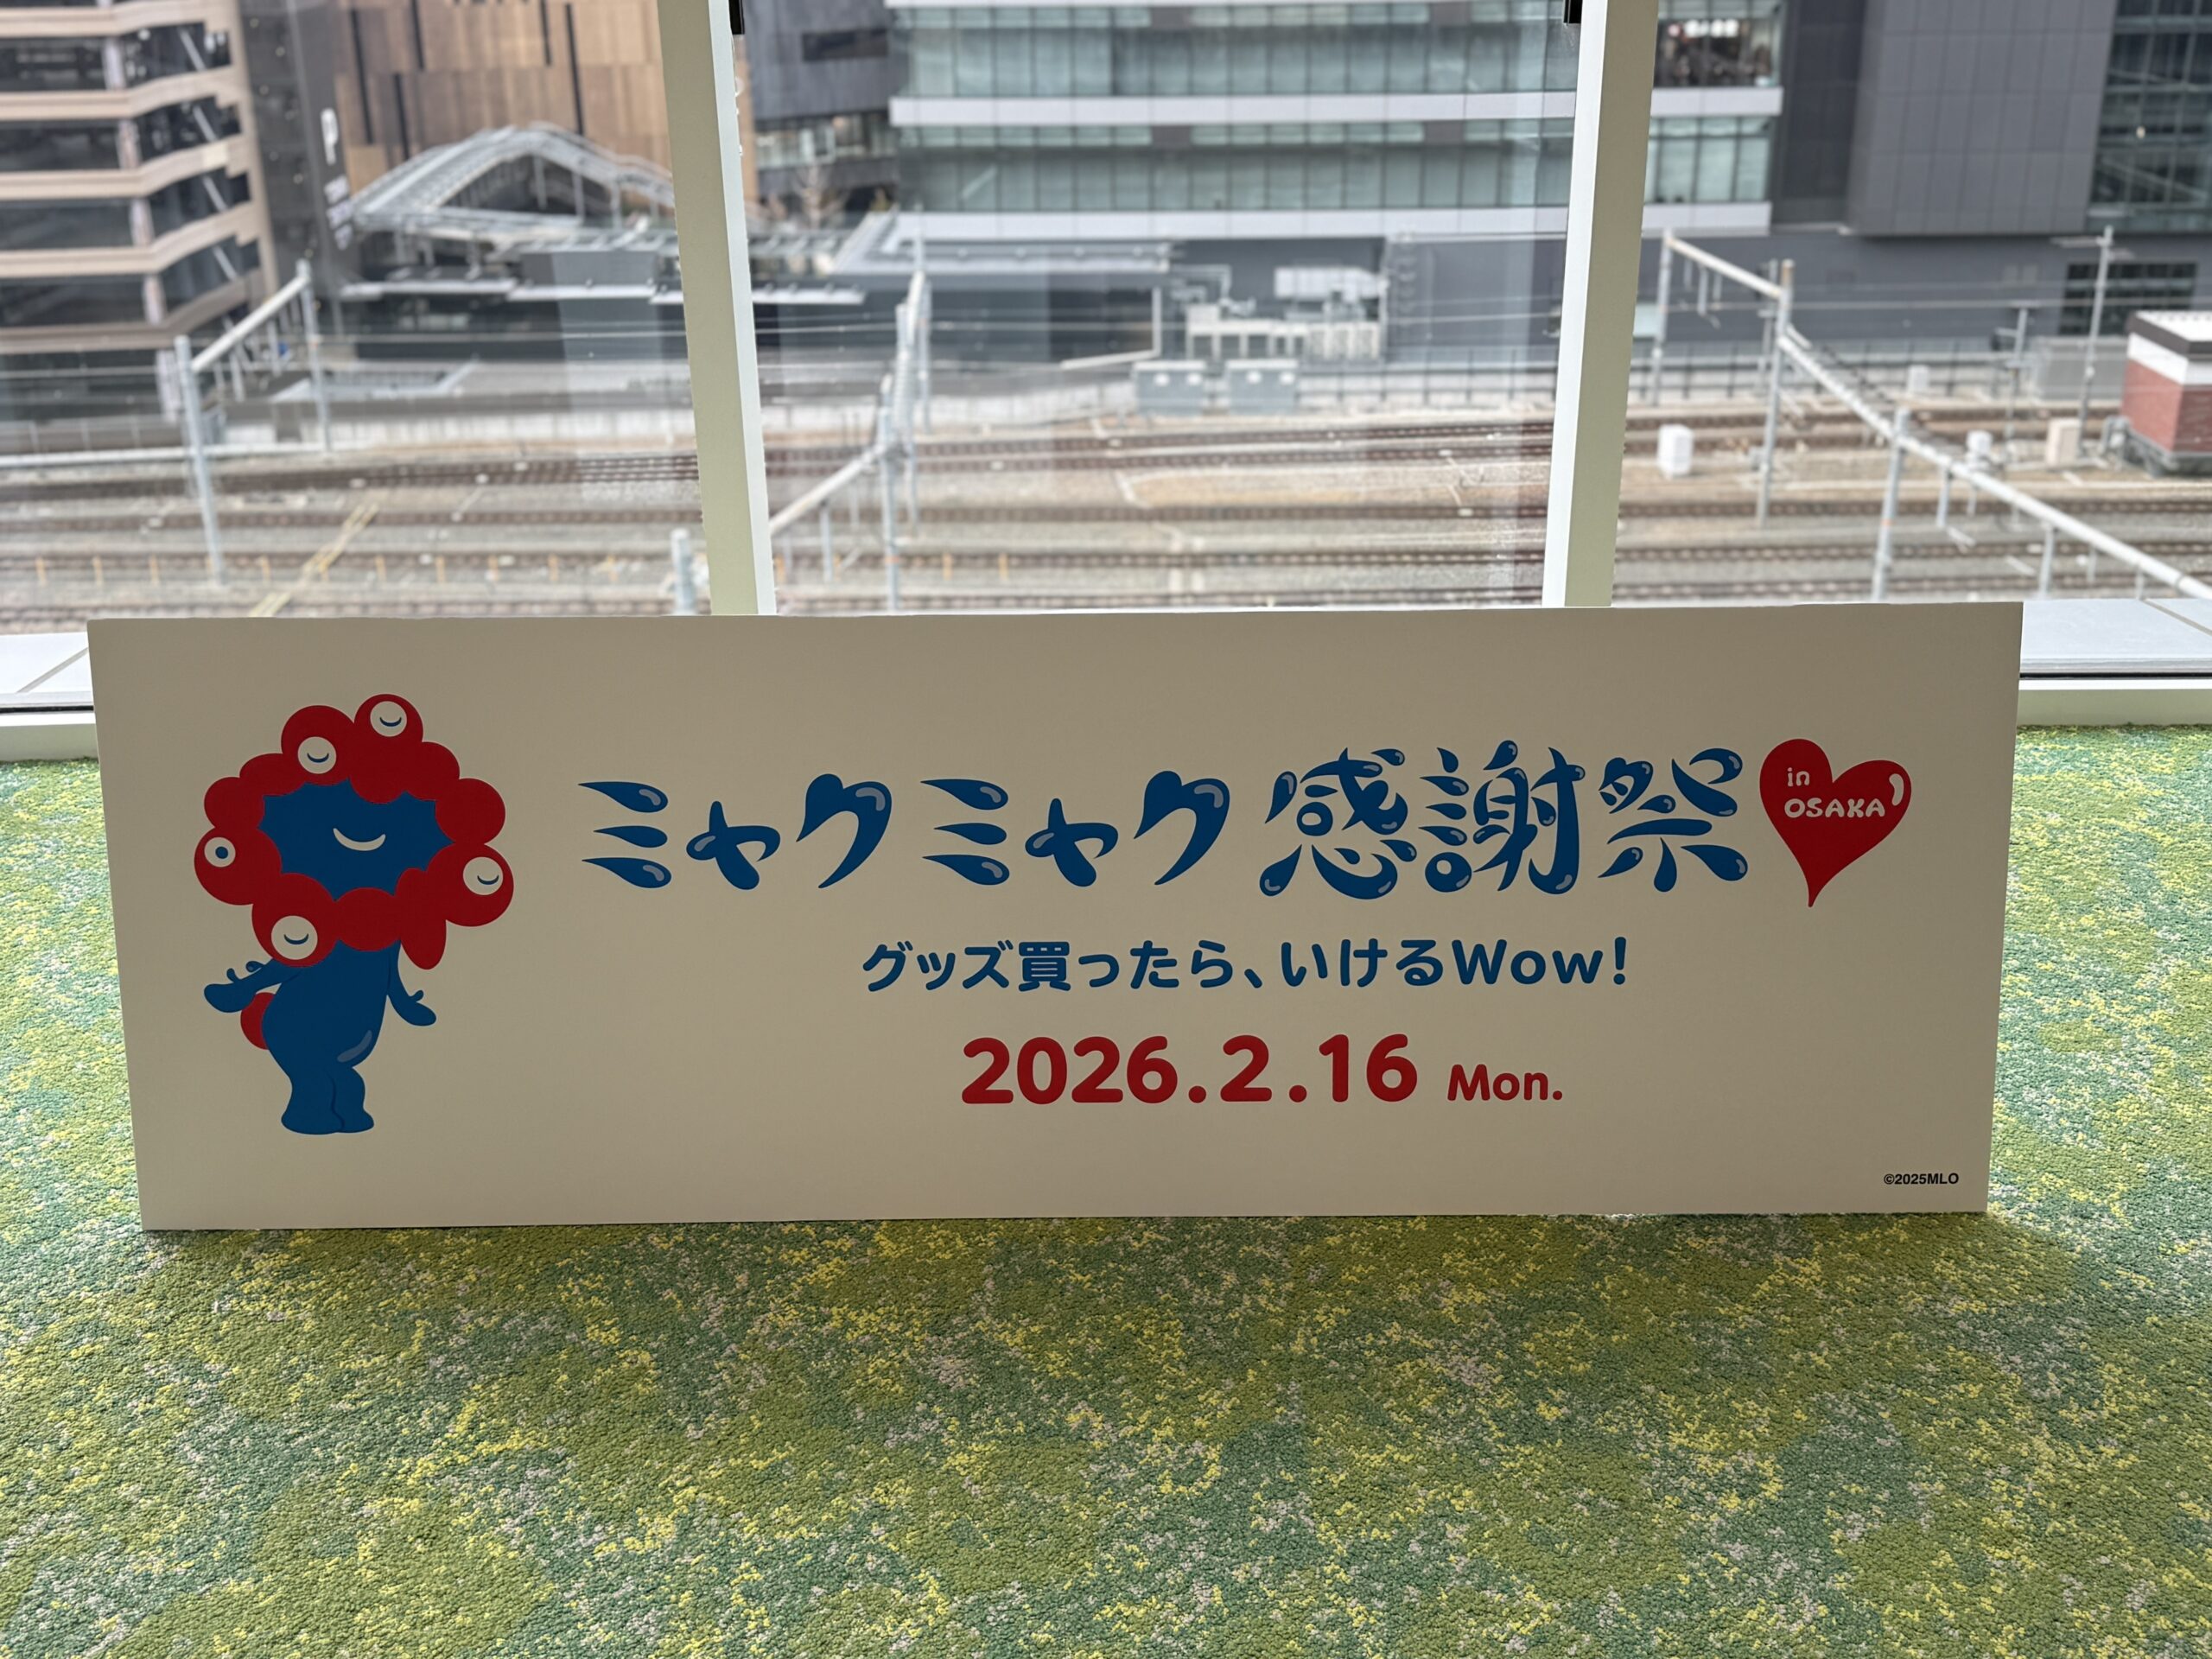 ミャクミャク感謝祭
in
OSAKA
グッズ買ったら、いけるWow!
2026.2.16 Mon.
©2025MLO